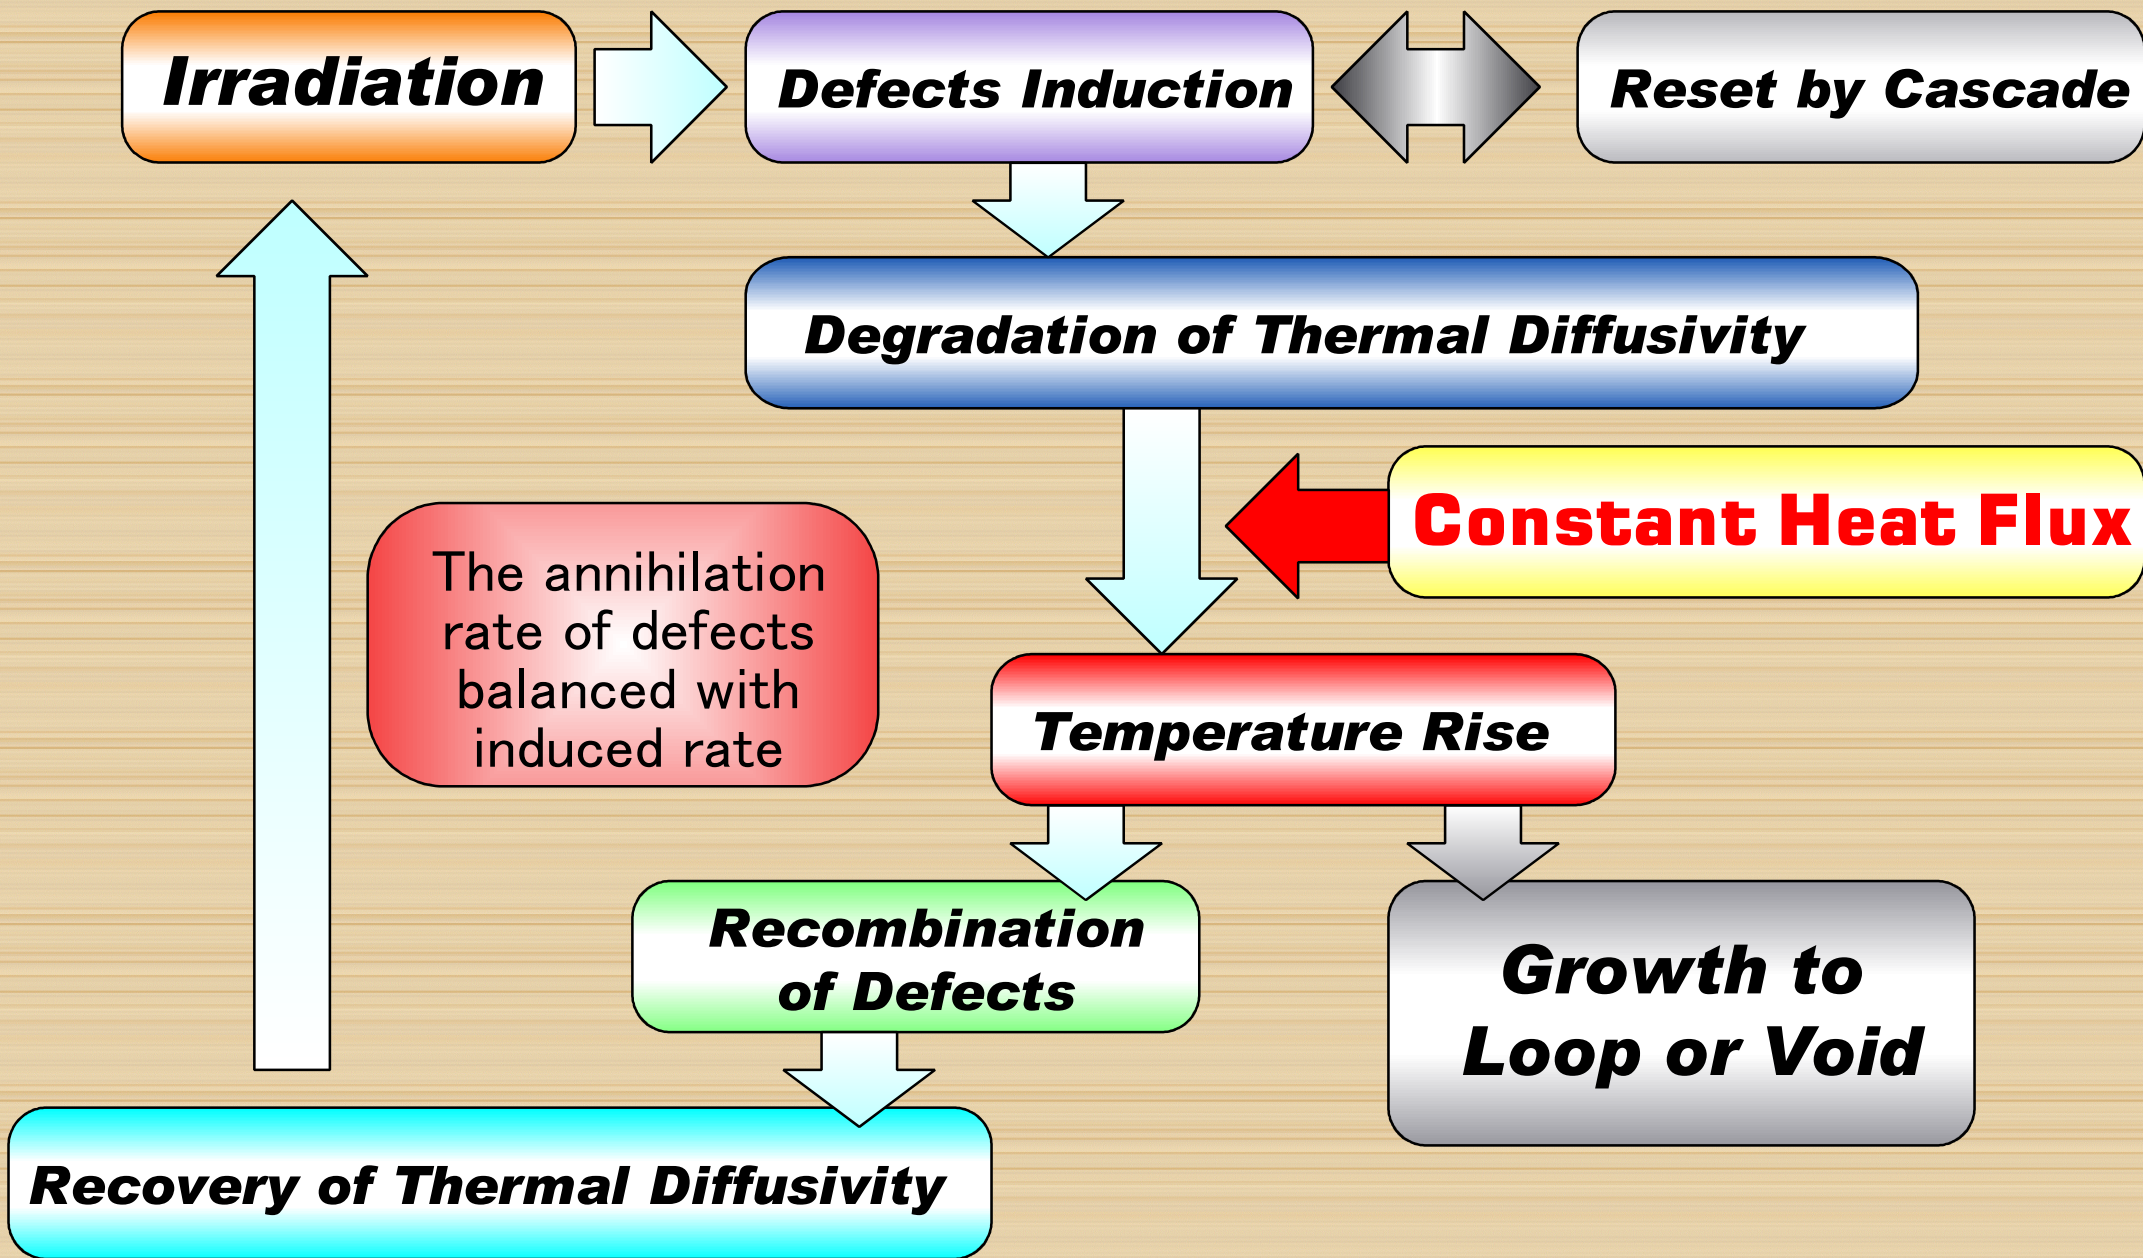 Irradiation
Defects Induction
Reset by Cascade
Degradation of Thermal Diffusivity
Constant Heat Flux
The annihilation
rate of defects
balanced with
induced rate
Temperature Rise
Recombination
of Defects
Growth to
Loop or Void
Recovery of Thermal Diffusivity